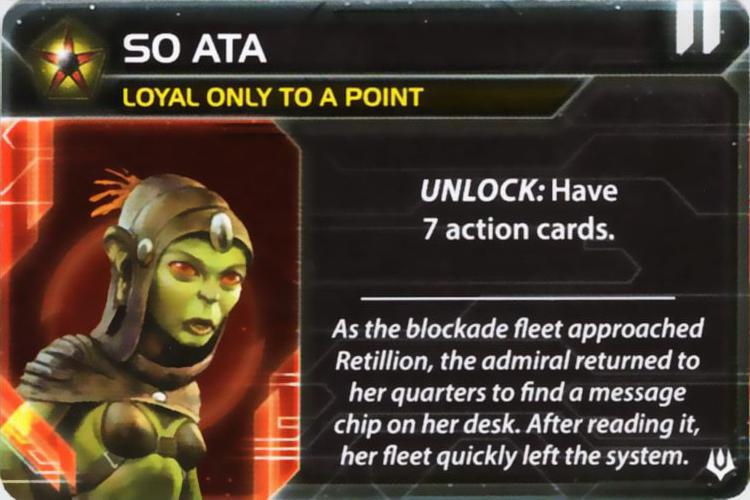 SO ATA
LOYAL ONLY TO A POINT
UNLOCK: Have
7 action cards.
As the blockade fleet approached
Retillion, the admiral returned to
her quarters to find a message
chip on her desk. After reading it,
her fleet quickly left the system.